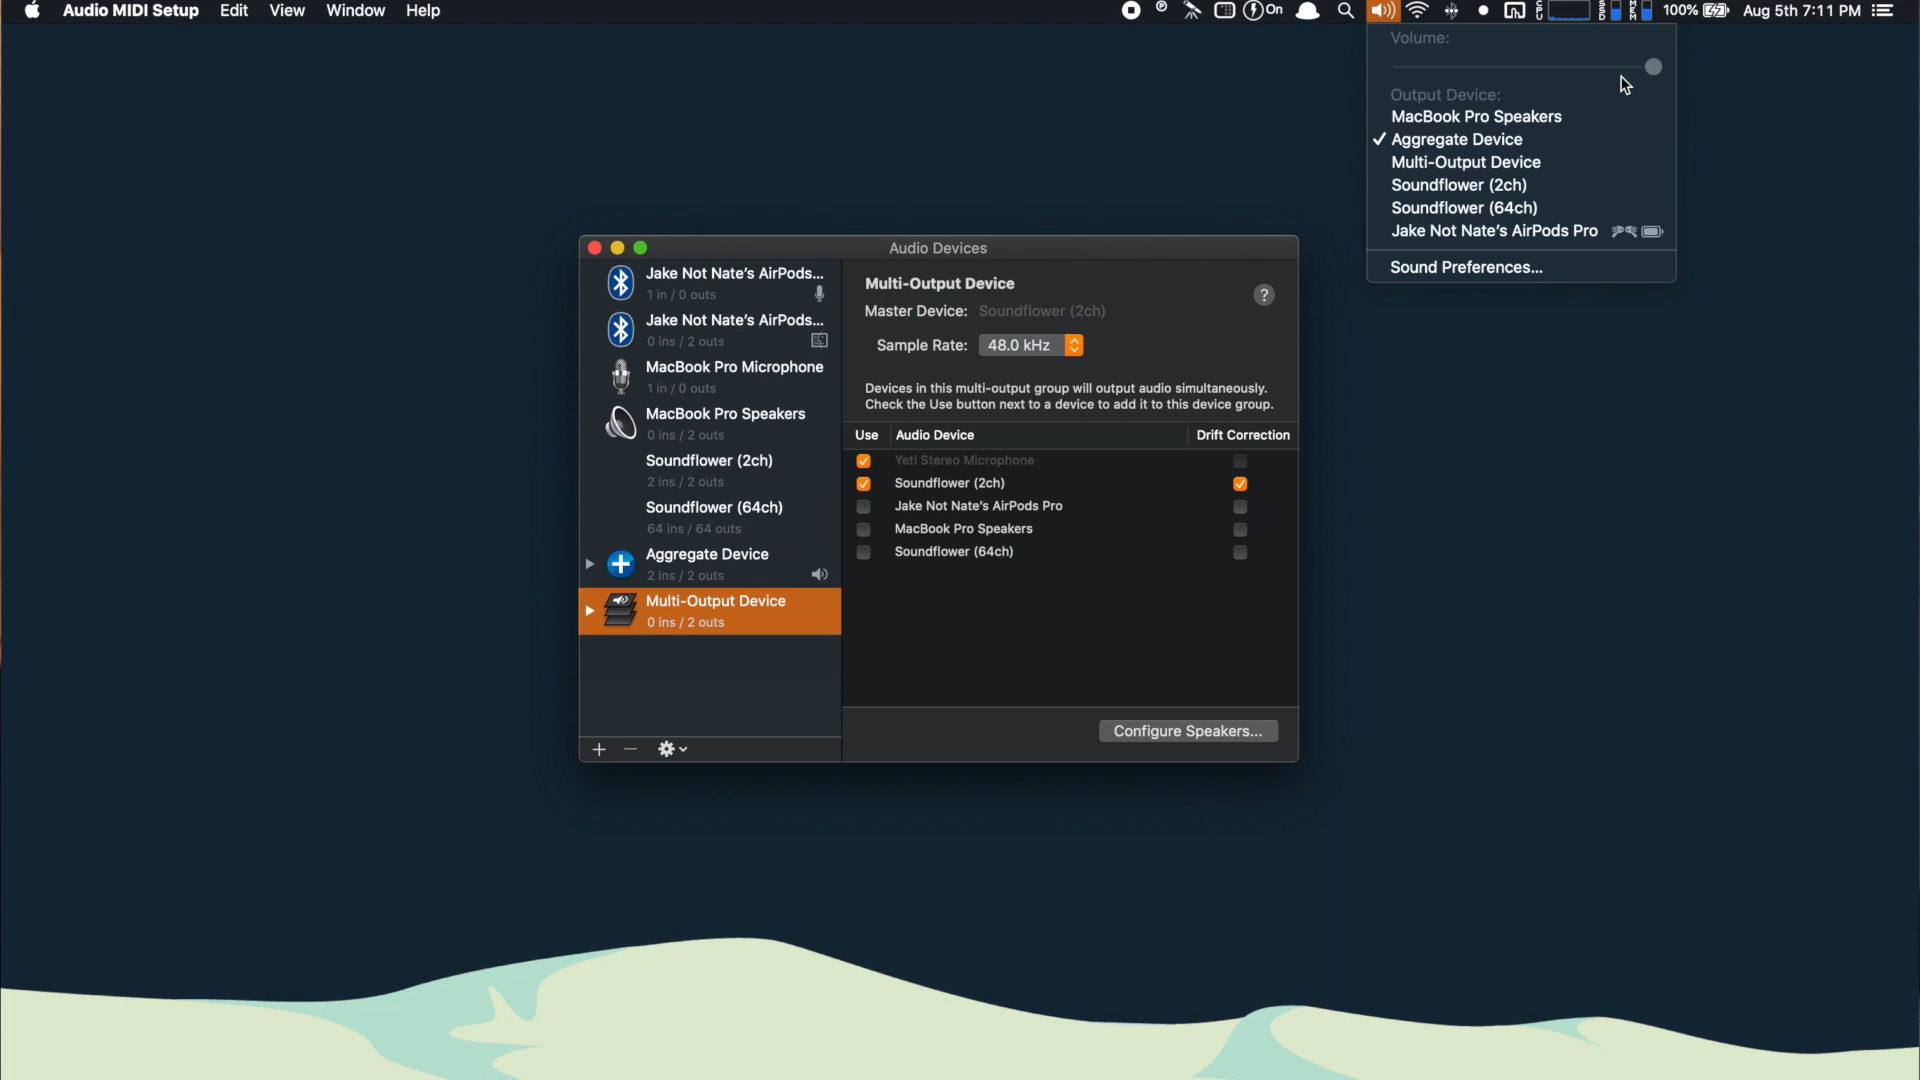 Audio MIDI Setup Edit View Window Help
On
CPU
SSD
MEM
100%
Aug 5th 7:11 PM
Volume:
Output Device:
MacBook Pro Speakers
✓ Aggregate Device
Multi-Output Device
Soundflower (2ch)
Soundflower (64ch)
Jake Not Nate's AirPods Pro
Sound Preferences...
Audio Devices
Jake Not Nate's AirPods...
1 in / 0 outs
Jake Not Nate's AirPods...
0 ins / 2 outs
MacBook Pro Microphone
1 in / 0 outs
MacBook Pro Speakers
0 ins / 2 outs
Soundflower (2ch)
2 ins / 2 outs
Soundflower (64ch)
64 ins / 64 outs
Aggregate Device
2 ins / 2 outs
Multi-Output Device
0 ins / 2 outs
Multi-Output Device
?
Master Device: Soundflower (2ch)
Sample Rate: 48.0 kHz
Devices in this multi-output group will output audio simultaneously.
Check the Use button next to a device to add it to this device group.
Use Audio Device Drift Correction
Yeti Stereo Microphone
Soundflower (2ch)
Jake Not Nate's AirPods Pro
MacBook Pro Speakers
Soundflower (64ch)
Configure Speakers...